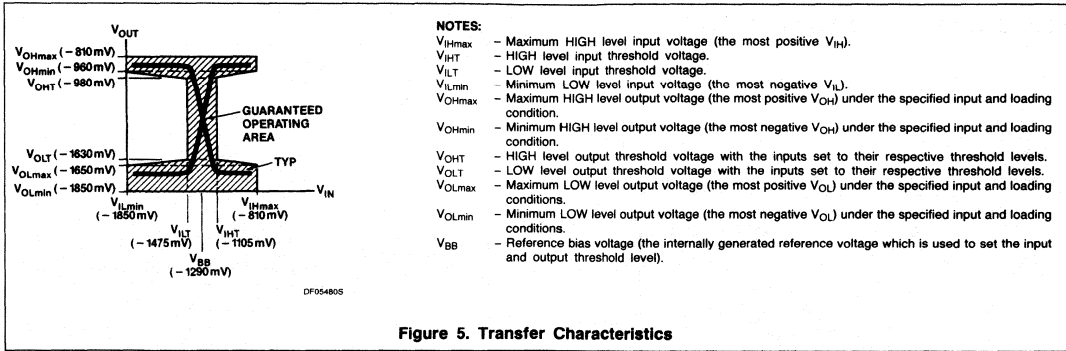 VOUT
VOHmax (−810mV)
VOHmin (−960mV)
VOHT (−980mV)
GUARANTEED
OPERATING
AREA
VOLT (−1630mV)
TYP
VOLmax (−1650mV)
VOLmin (−1850mV)
VIN
VILmin
(−1850mV)
VIHmax
(−810mV)
VILT
(−1475mV)
VIHT
(−1105mV)
VBB
(−1290mV)
DF05480S
NOTES:
VIHmax – Maximum HIGH level input voltage (the most positive VIH).
VIHT – HIGH level input threshold voltage.
VILT – LOW level input threshold voltage.
VILmin – Minimum LOW level input voltage (the most negative VIL).
VOHmax – Maximum HIGH level output voltage (the most positive VOH) under the specified input and loading
condition.
VOHmin – Minimum HIGH level output voltage (the most negative VOH) under the specified input and loading
condition.
VOHT – HIGH level output threshold voltage with the inputs set to their respective threshold levels.
VOLT – LOW level output threshold voltage with the inputs set to their respective threshold levels.
VOLmax – Maximum LOW level output voltage (the most positive VOL) under the specified input and loading
conditions.
VOLmin – Minimum LOW level output voltage (the most negative VOL) under the specified input and loading
conditions.
VBB – Reference bias voltage (the internally generated reference voltage which is used to set the input
and output threshold level).
Figure 5. Transfer Characteristics